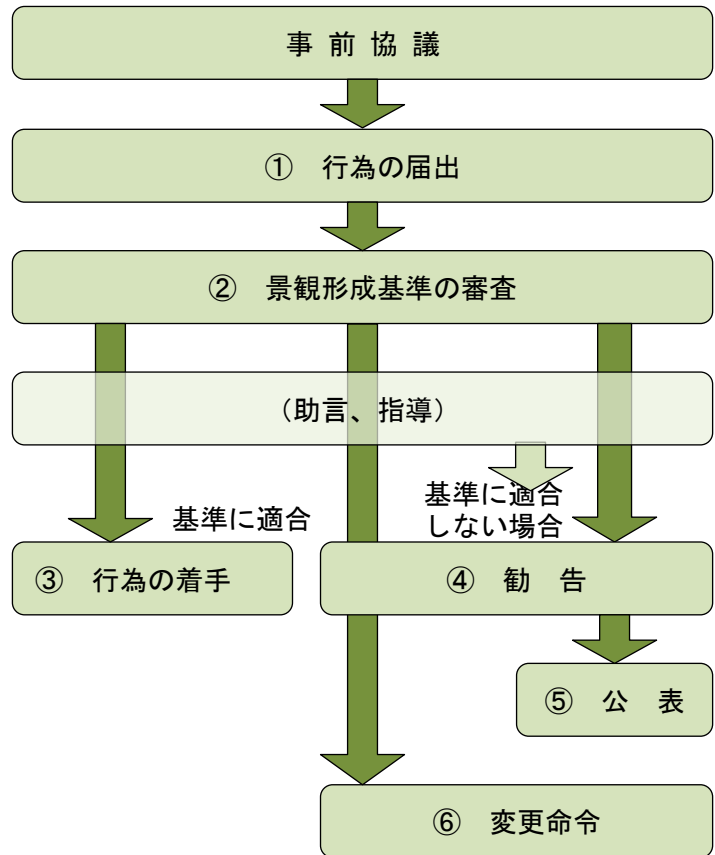 事 前 協 議
① 行為の届出
② 景観形成基準の審査
（助言、指導）
基準に適合
基準に適合
しない場合
③ 行為の着手
④ 勧 告
⑤ 公 表
⑥ 変更命令